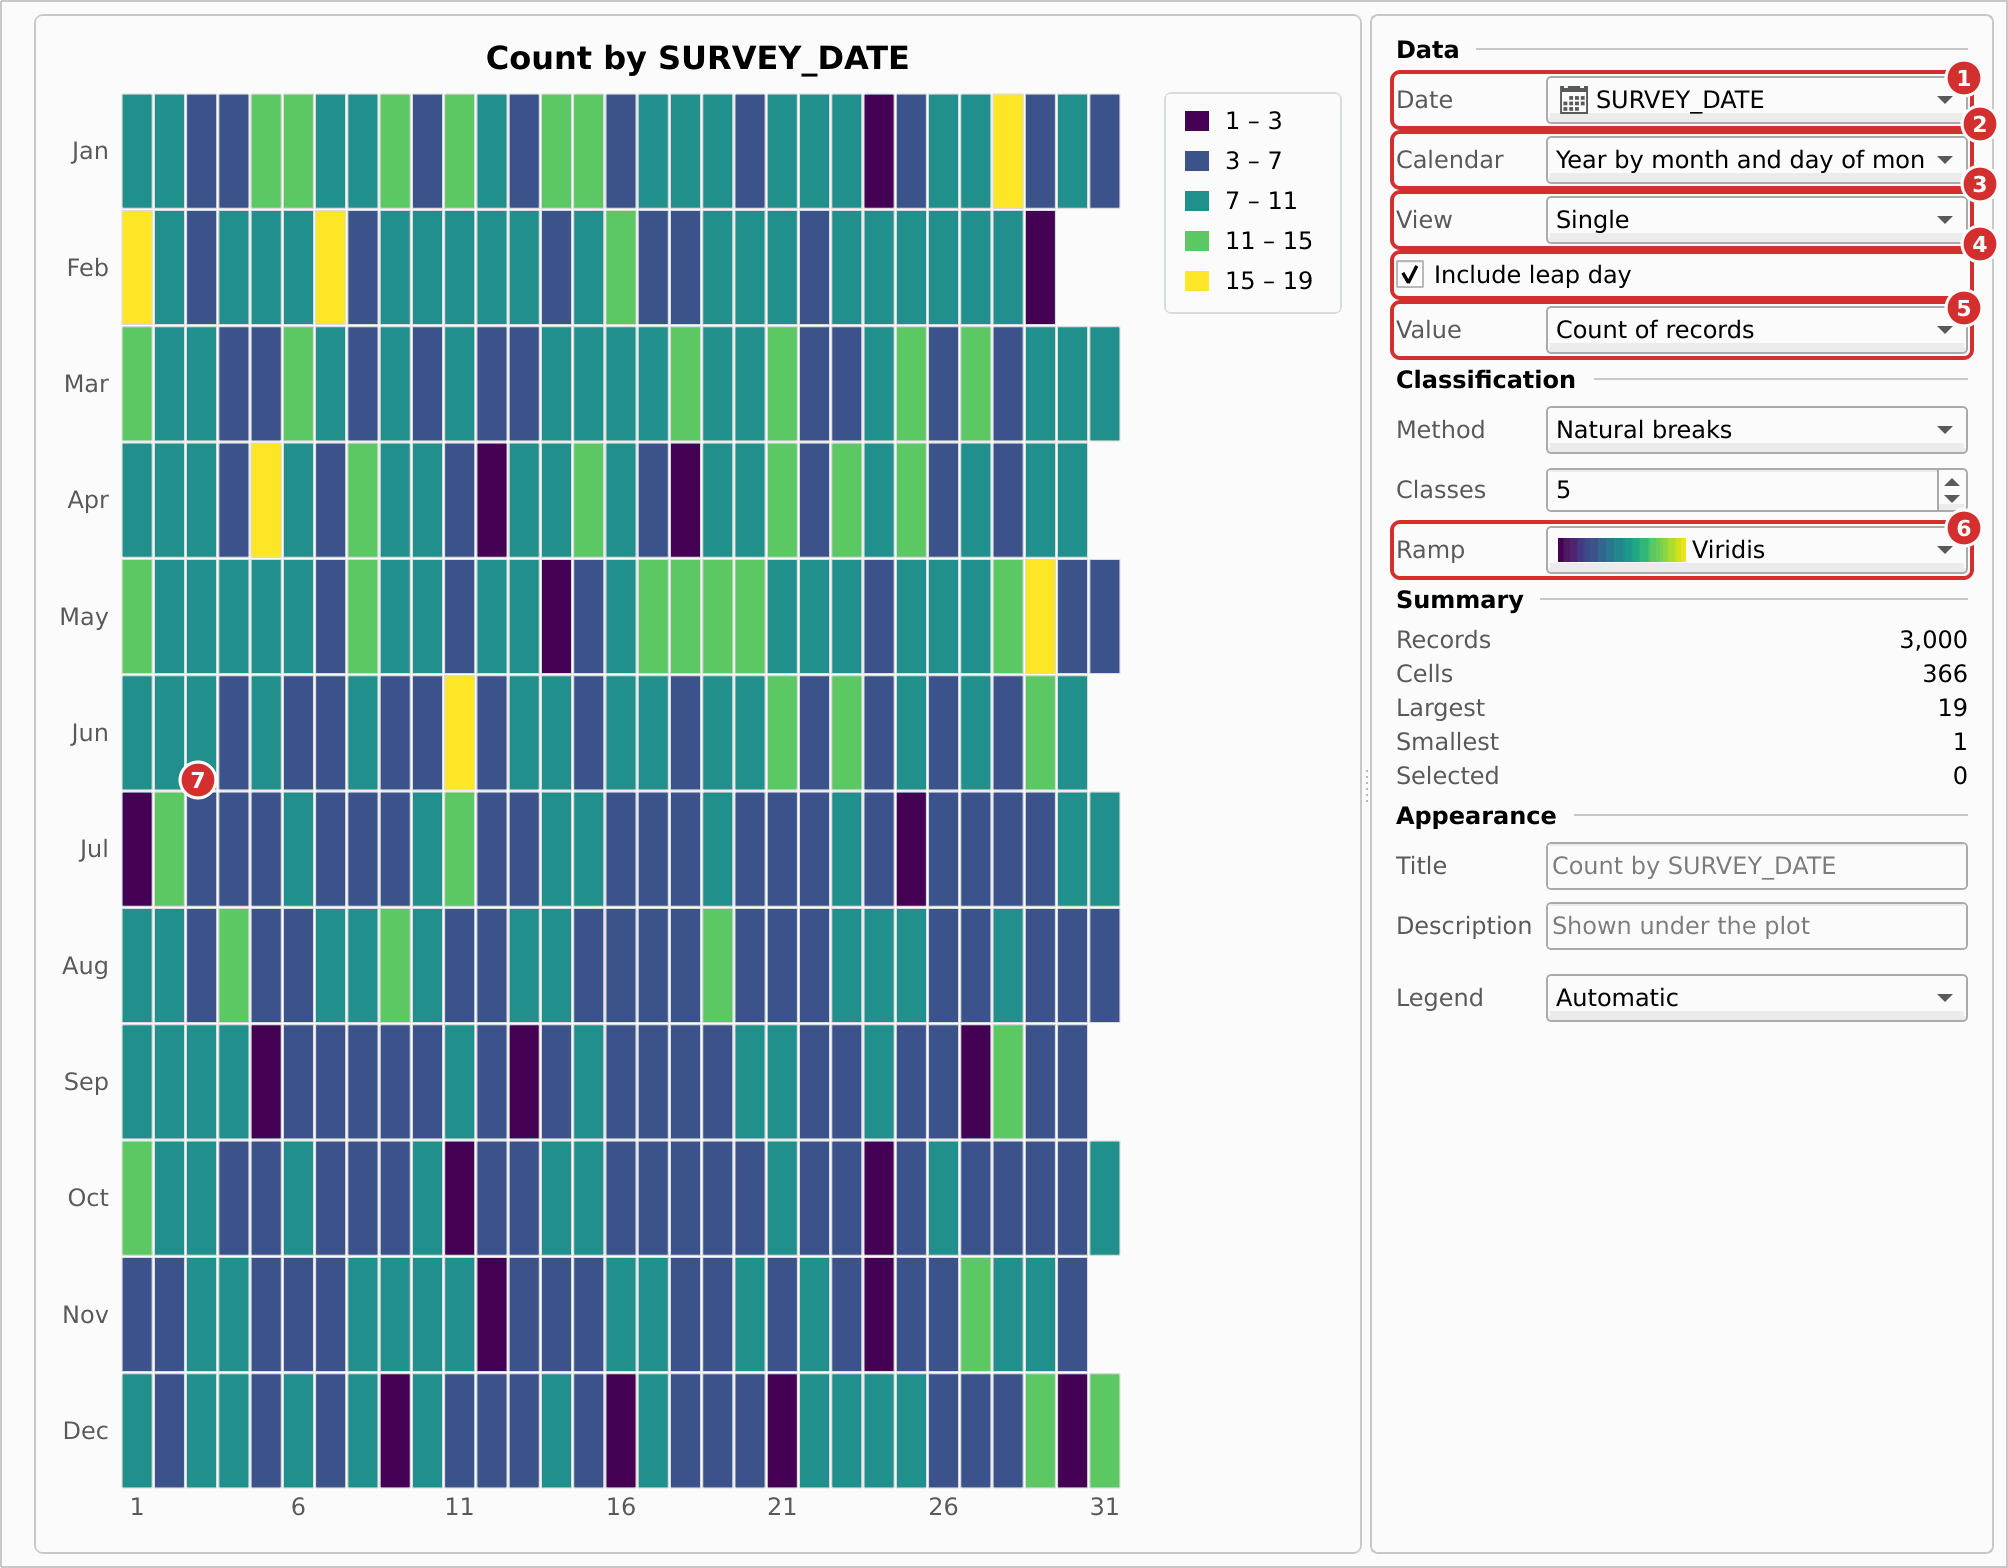 Count by SURVEY_DATE
Jan
Feb
Mar
Apr
May
Jun
Jul
Aug
Sep
Oct
Nov
Dec
1 6 11 16 21 26 31
7
1 – 3
3 – 7
7 – 11
11 – 15
15 – 19
Data
1
Date SURVEY_DATE
2
Calendar Year by month and day of mon
3
View Single
4
Include leap day
5
Value Count of records
Classification
Method Natural breaks
Classes 5
6
Ramp Viridis
Summary
Records 3,000
Cells 366
Largest 19
Smallest 1
Selected 0
Appearance
Title Count by SURVEY_DATE
Description Shown under the plot
Legend Automatic